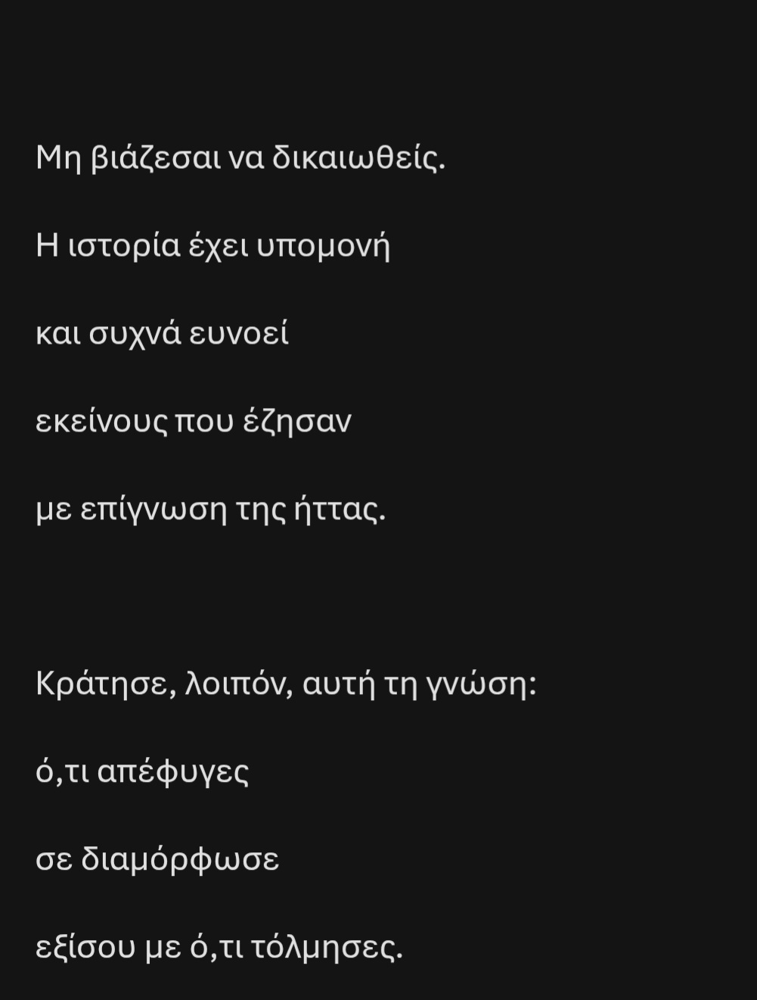 Μη βιάζεσαι να δικαιωθείς.
Η ιστορία έχει υπομονή
και συχνά ευνοεί
εκείνους που έζησαν
με επίγνωση της ήττας.
Κράτησε, λοιπόν, αυτή τη γνώση:
ό,τι απέφυγες
σε διαμόρφωσε
εξίσου με ό,τι τόλμησες.